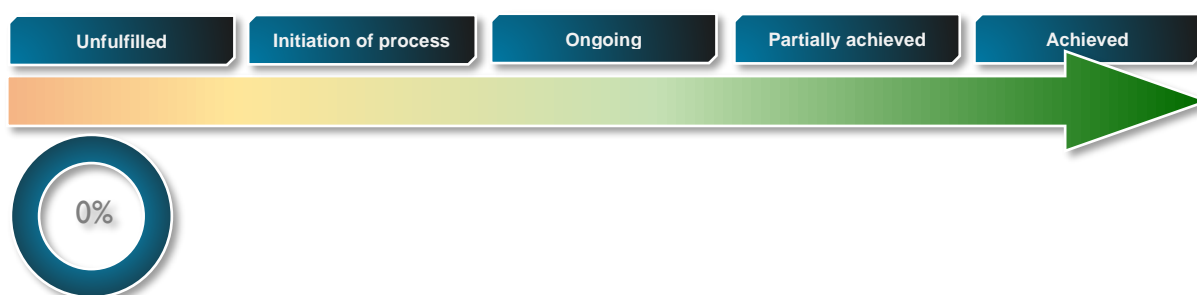 Unfulfilled
Initiation of process
Ongoing
Partially achieved
Achieved
0%